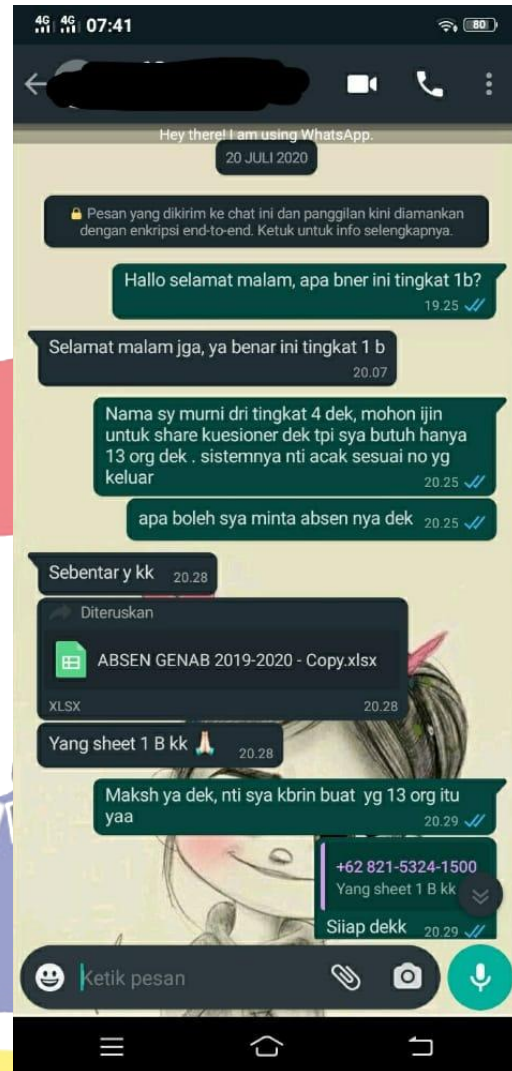 4G 4G 07:41 80
Hey there! I am using WhatsApp.
20 JULI 2020
Pesan yang dikirim ke chat ini dan panggilan kini diamankan
dengan enkripsi end-to-end. Ketuk untuk info selengkapnya.
Hallo selamat malam, apa bner ini tingkat 1b?
19.25
Selamat malam jga, ya benar ini tingkat 1 b
20.07
Nama sy murni dri tingkat 4 dek, mohon ijin
untuk share kuesioner dek tpi sya butuh hanya
13 org dek . sistemnya nti acak sesuai no yg
keluar
20.25
apa boleh sya minta absen nya dek 20.25
Sebentar y kk 20.28
Diteruskan
ABSEN GENAB 2019-2020 - Copy.xlsx
XLSX 20.28
Yang sheet 1 B kk 🙏 20.28
Maksh ya dek, nti sya kbrin buat yg 13 org itu
yaa
20.29
+62 821-5324-1500
Yang sheet 1 B kk
Siiap dekk 20.29
Ketik pesan